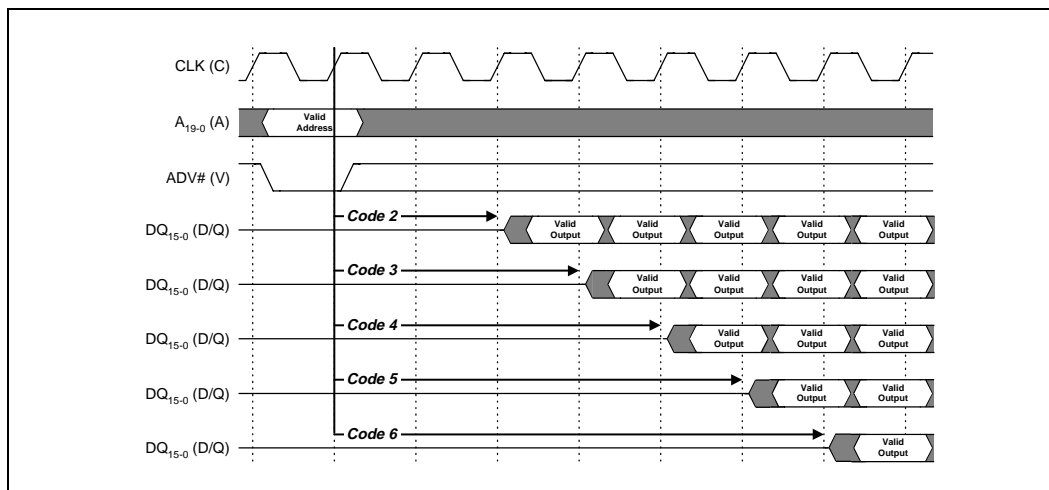 CLK (C)
A19-0 (A)
Valid
Address
ADV# (V)
Code 2
DQ15-0 (D/Q)
Valid
Output
Valid
Output
Valid
Output
Valid
Output
Valid
Output
Code 3
DQ15-0 (D/Q)
Valid
Output
Valid
Output
Valid
Output
Valid
Output
Code 4
DQ15-0 (D/Q)
Valid
Output
Valid
Output
Valid
Output
Code 5
DQ15-0 (D/Q)
Valid
Output
Valid
Output
Code 6
DQ15-0 (D/Q)
Valid
Output